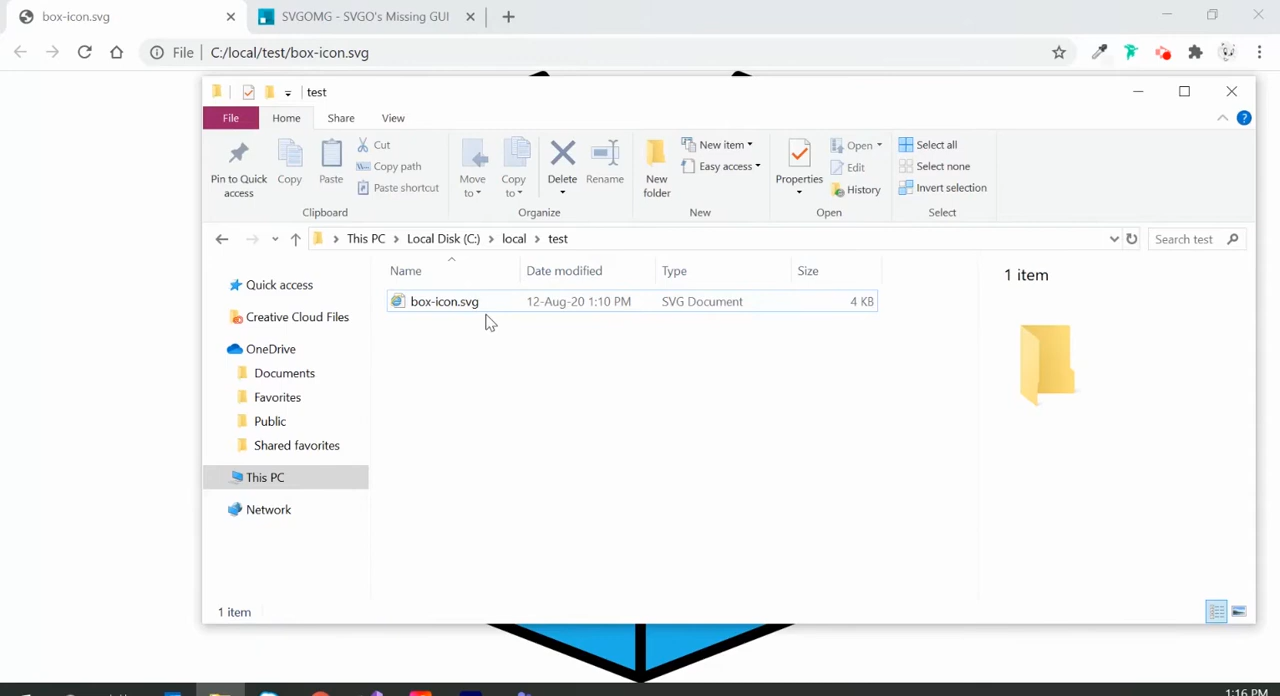 box-icon.svg
SVGOMG - SVGO's Missing GUI
File
C:/local/test/box-icon.svg
test
File
Home
Share
View
Pin to Quick access
Copy
Paste
Cut
Copy path
Paste shortcut
Clipboard
Move to
Copy to
Delete
Rename
Organize
New folder
New item
Easy access
New
Properties
Open
Edit
History
Open
Select all
Select none
Invert selection
Select
This PC
Local Disk (C:)
local
test
Search test
Name
Date modified
Type
Size
box-icon.svg
12-Aug-20 1:10 PM
SVG Document
4 KB
1 item
Quick access
Creative Cloud Files
OneDrive
Documents
Favorites
Public
Shared favorites
This PC
Network
1 item
1:16 PM